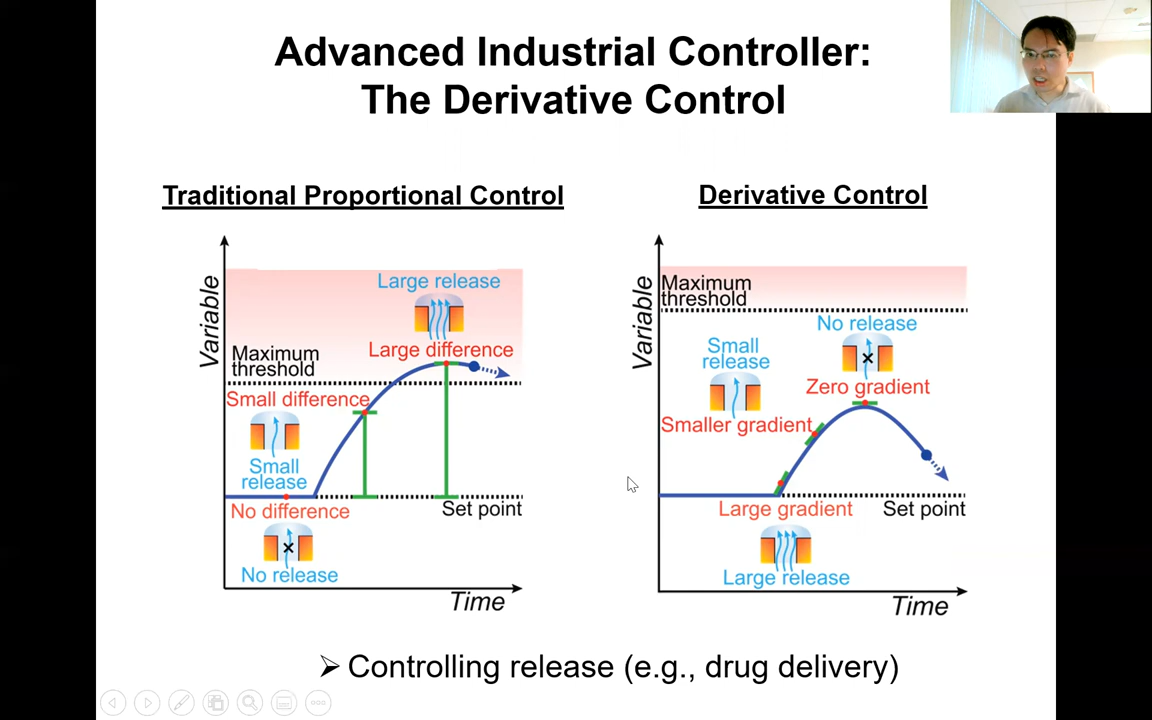 Advanced Industrial Controller:
The Derivative Control
Traditional Proportional Control
Variable
Large release
Large difference
Maximum
threshold
Small difference
Small
release
No difference
No release
Set point
Time
Derivative Control
Variable
Maximum
threshold
No release
Small
release
Zero gradient
Smaller gradient
Large gradient
Set point
Large release
Time
➢ Controlling release (e.g., drug delivery)